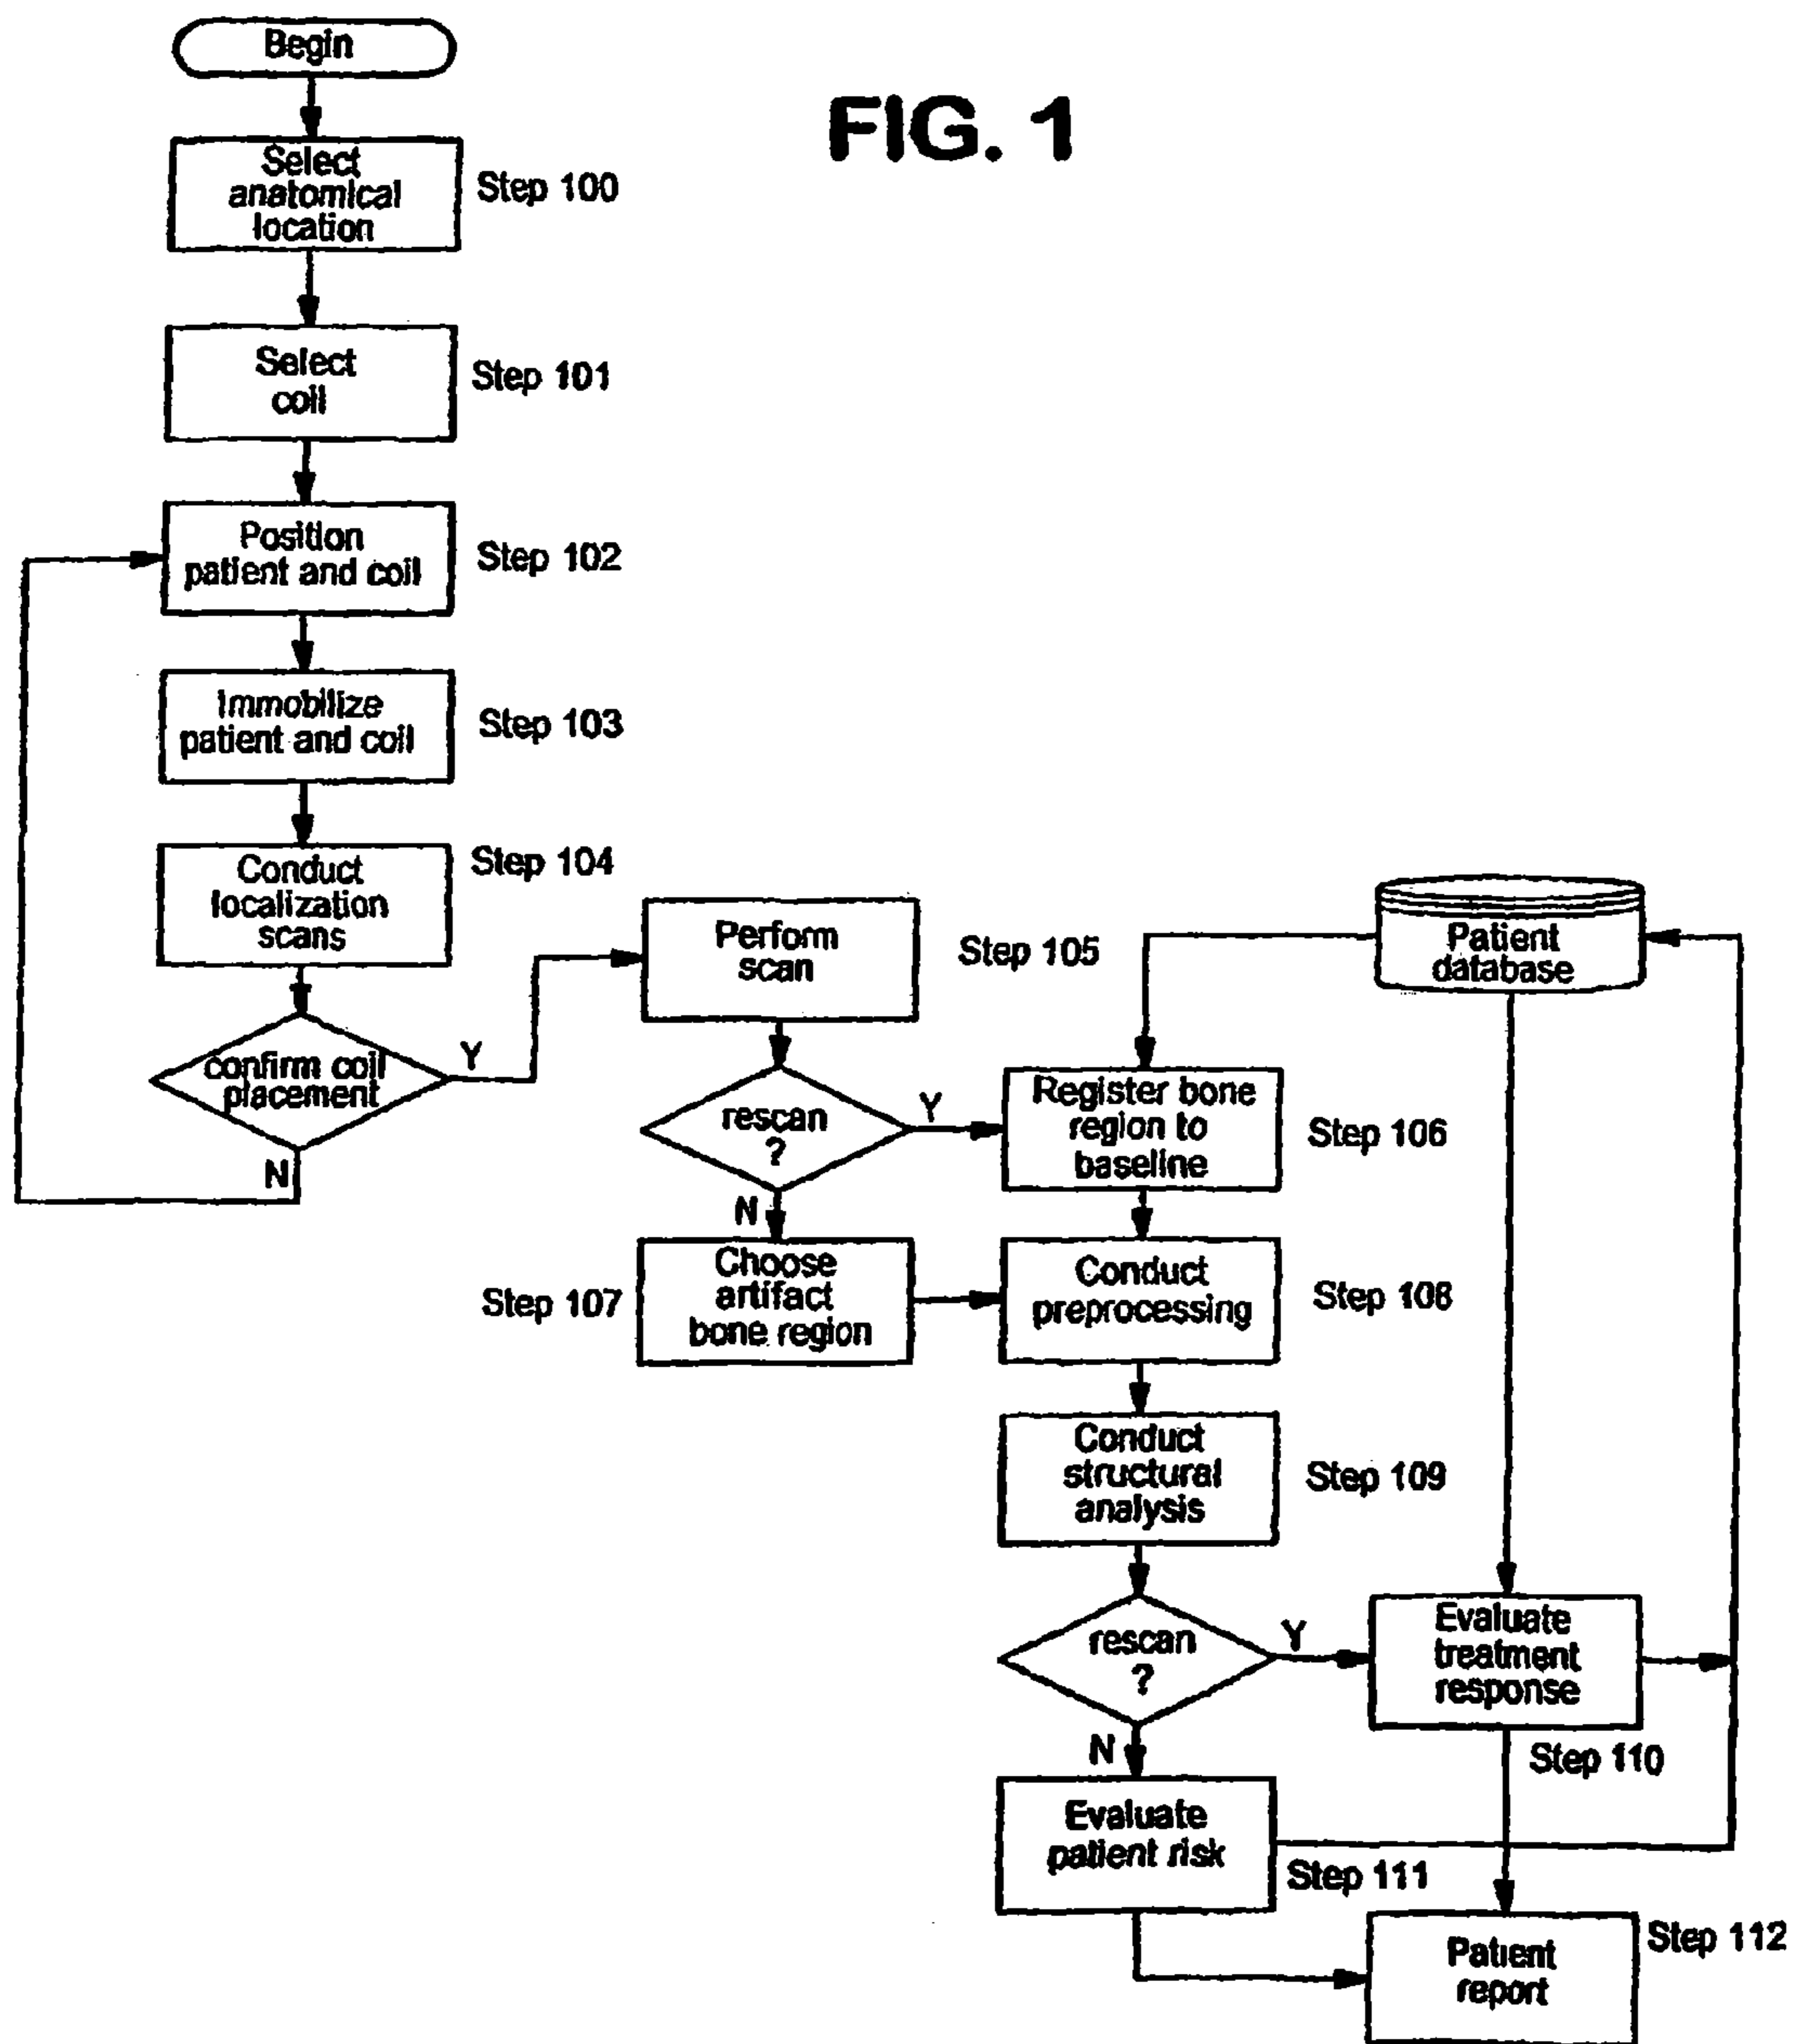 Begin
FIG. 1
Select
anatomical
location
Step 100
Select
coil
Step 101
Position
patient and coil
Step 102
Immobilize
patient and coil
Step 103
Conduct
localization
scans
Step 104
confirm coil
placement
Y
N
Perform
scan
Step 105
Patient
database
rescan
?
Y
N
Register bone
region to
baseline
Step 106
Choose
artifact
bone region
Step 107
Conduct
preprocessing
Step 108
Conduct
structural
analysis
Step 109
rescan
?
Y
N
Evaluate
treatment
response
Step 110
Evaluate
patient risk
Step 111
Patient
report
Step 112